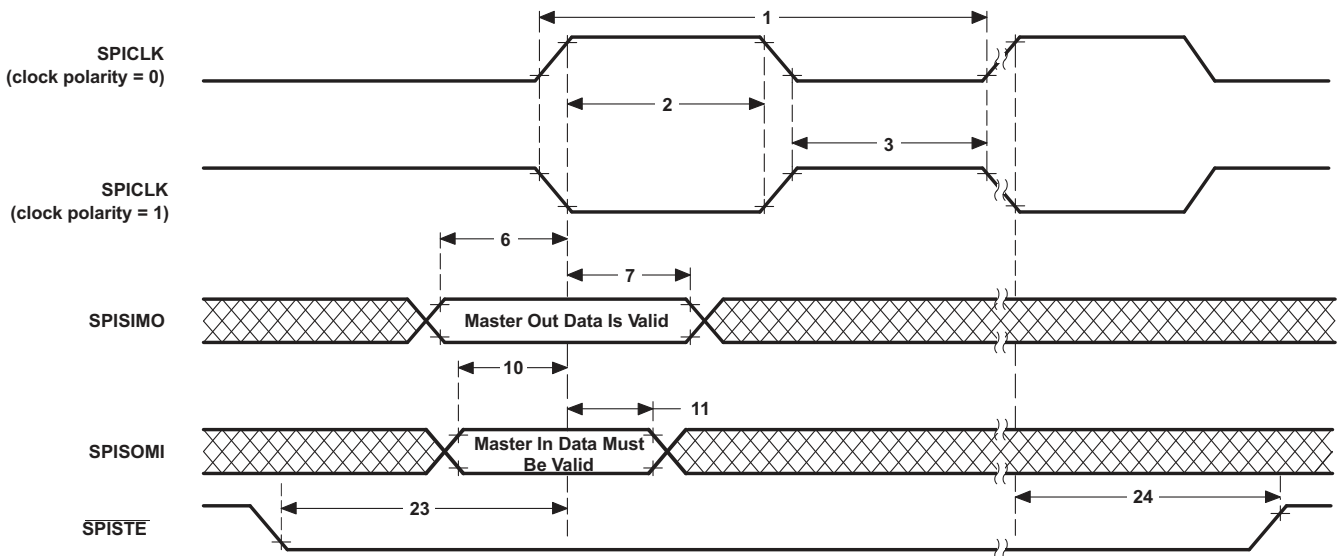 1
SPICLK
(clock polarity = 0)
2
3
SPICLK
(clock polarity = 1)
6
7
SPISIMO
Master Out Data Is Valid
10
11
SPISOMI
Master In Data Must
Be Valid
23
24
SPISTE